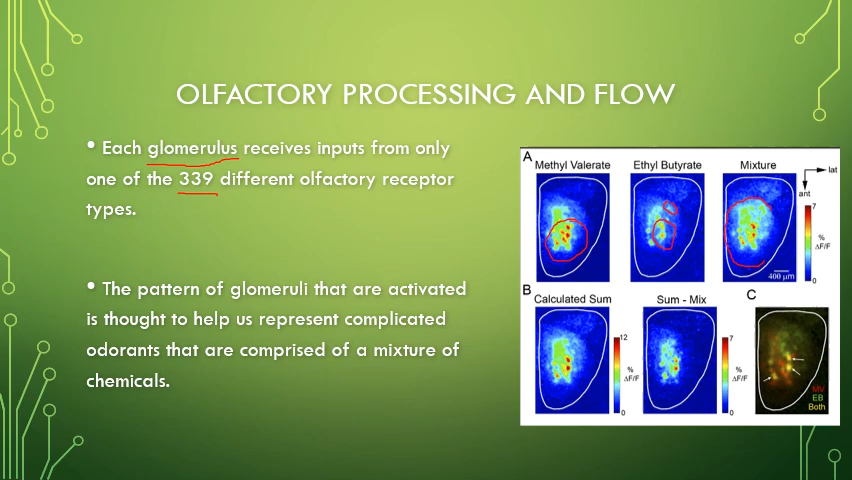 OLFACTORY PROCESSING AND FLOW
• Each glomerulus receives inputs from only
one of the 339 different olfactory receptor
types.
• The pattern of glomeruli that are activated
is thought to help us represent complicated
odorants that are comprised of a mixture of
chemicals.
A
Methyl Valerate
Ethyl Butyrate
Mixture
lat
ant
7
%
ΔF/F
0
400 µm
B
Calculated Sum
12
%
ΔF/F
0
Sum - Mix
7
%
ΔF/F
0
C
MV
EB
Both